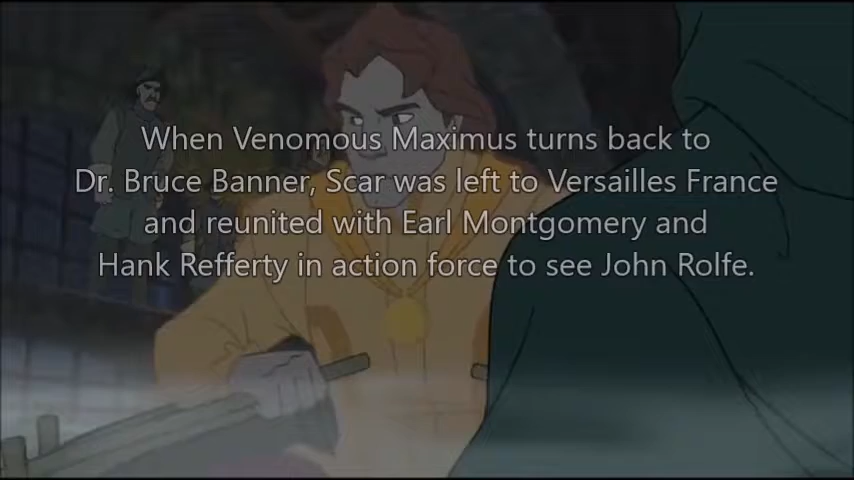 When Venomous Maximus turns back to
Dr. Bruce Banner, Scar was left to Versailles France
and reunited with Earl Montgomery and
Hank Refferty in action force to see John Rolfe.